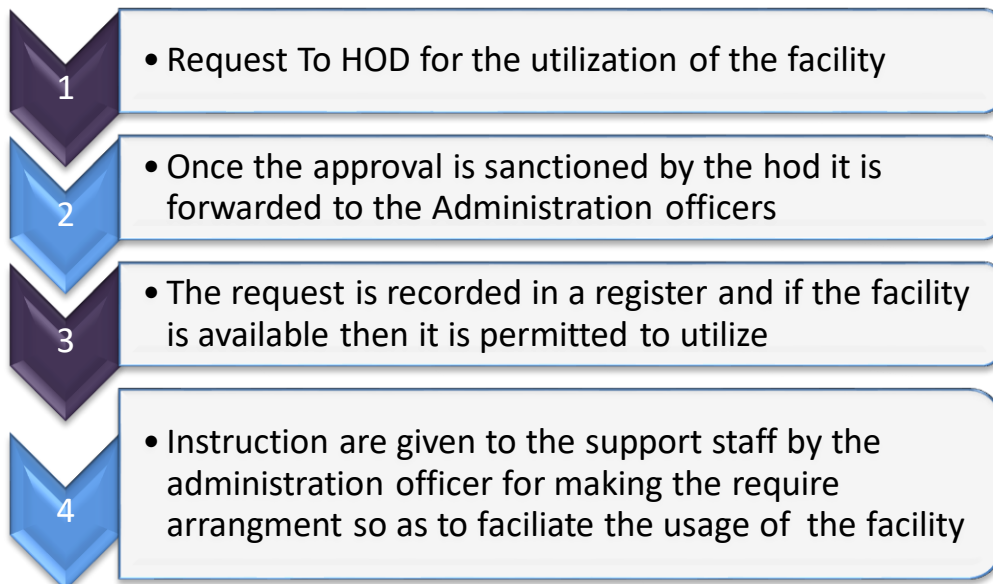 1
• Request To HOD for the utilization of the facility
2
• Once the approval is sanctioned by the hod it is
forwarded to the Administration officers
3
• The request is recorded in a register and if the facility
is available then it is permitted to utilize
4
• Instruction are given to the support staff by the
administration officer for making the require
arrangment so as to faciliate the usage of the facility